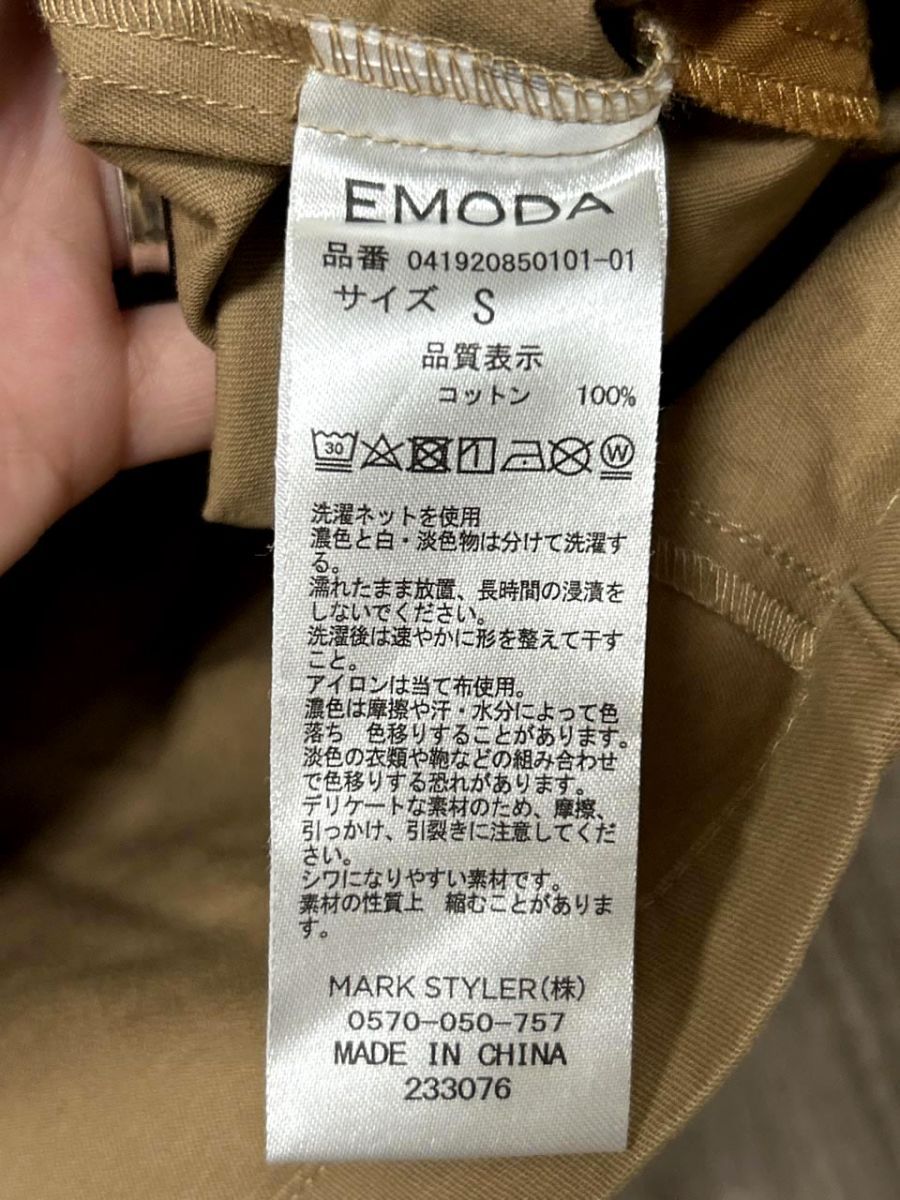 EMODA
品番 041920850101-01
サイズ S
品質表示
コットン 100%
30 W
洗濯ネットを使用
濃色と白・淡色物は分けて洗濯す
る。
濡れたまま放置、長時間の浸漬を
しないでください。
洗濯後は速やかに形を整えて干す
こと。
アイロンは当て布使用。
濃色は摩擦や汗・水分によって色
落ち 色移りすることがあります。
淡色の衣類や鞄などの組み合わせ
で色移りする恐れがあります。
デリケートな素材のため、摩擦、
引っかけ、引裂きに注意してくだ
さい。
シワになりやすい素材です。
素材の性質上 縮むことがありま
す。
MARK STYLER(株)
0570-050-757
MADE IN CHINA
233076